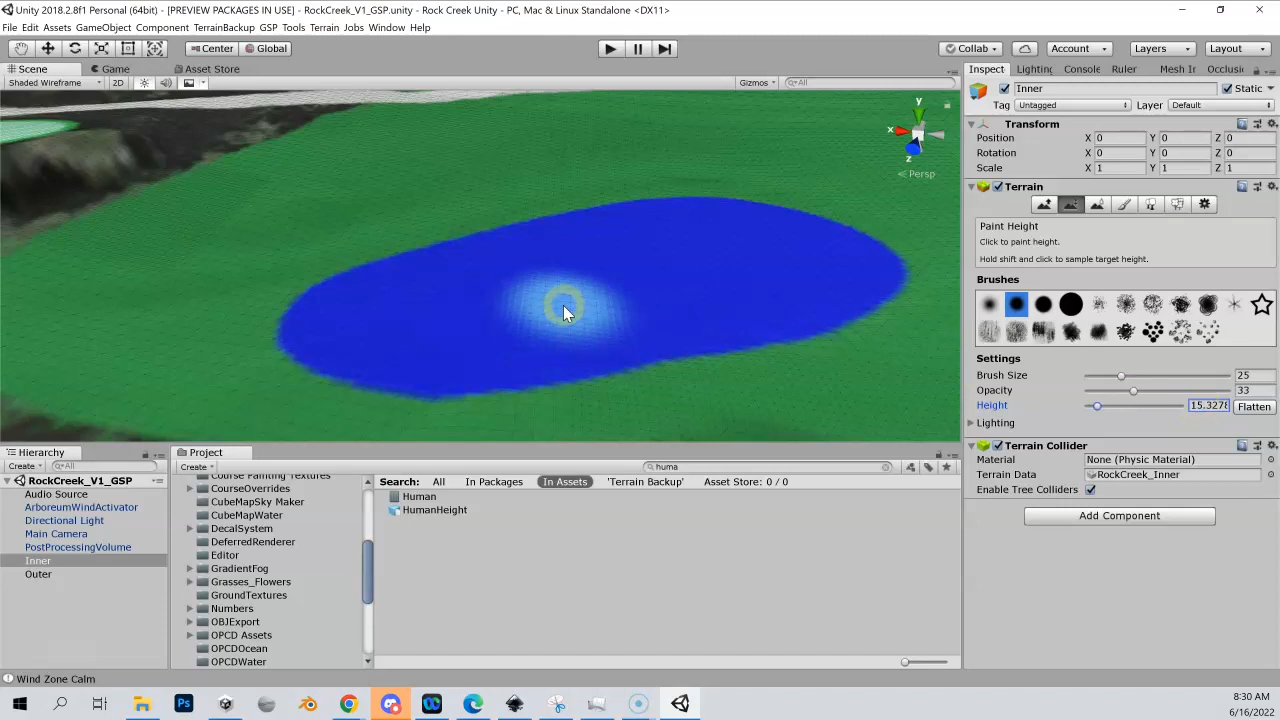 Unity 2018.2.8f1 Personal (64bit) - [PREVIEW PACKAGES IN USE] - RockCreek_V1_GSP.unity - Rock Creek Unity - PC, Mac & Linux Standalone <DX11>
File Edit Assets GameObject Component TerrainBackup GSP Tools Terrain Jobs Window Help
Center Global Collab Account Layers Layout
Scene Game Asset Store
Shaded Wireframe 2D Gizmos All
y
x
z
Persp
Inspect Lighting Console Ruler Mesh Ir Occlusi
Inner Static
Tag Untagged Layer Default
Transform
Position X 0 Y 0 Z 0
Rotation X 0 Y 0 Z 0
Scale X 1 Y 1 Z 1
Terrain
Paint Height
Click to paint height.
Hold shift and click to sample target height.
Brushes
Settings
Brush Size 25
Opacity 33
Height 15.3278 Flatten
Lighting
Terrain Collider
Material None (Physic Material)
Terrain Data RockCreek_Inner
Enable Tree Colliders
Add Component
Hierarchy
Create All
RockCreek_V1_GSP
Audio Source
ArboreumWindActivator
Directional Light
Main Camera
PostProcessingVolume
Inner
Outer
Project
Create huma
Course Painting Textures
CourseOverrides
CubeMapSky Maker
CubeMapWater
DecalSystem
DeferredRenderer
Editor
GradientFog
Grasses_Flowers
GroundTextures
Numbers
OBJExport
OPCD Assets
OPCDOcean
OPCDWater
Search: All In Packages In Assets 'Terrain Backup' Asset Store: 0 / 0
Human
HumanHeight
Wind Zone Calm
Ps
8:30 AM
6/16/2022